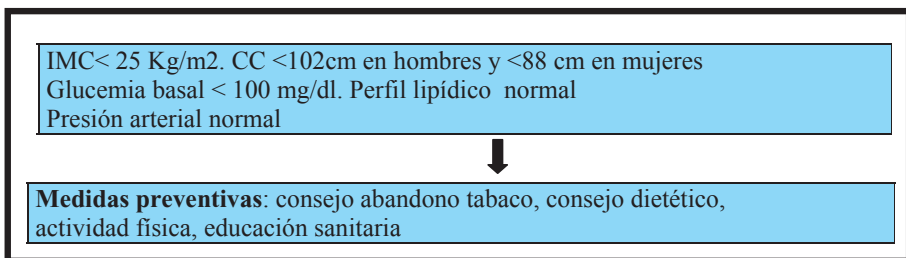 IMC< 25 Kg/m2. CC <102cm en hombres y <88 cm en mujeres
Glucemia basal < 100 mg/dl. Perfil lipídico normal
Presión arterial normal
Medidas preventivas: consejo abandono tabaco, consejo dietético,
actividad física, educación sanitaria